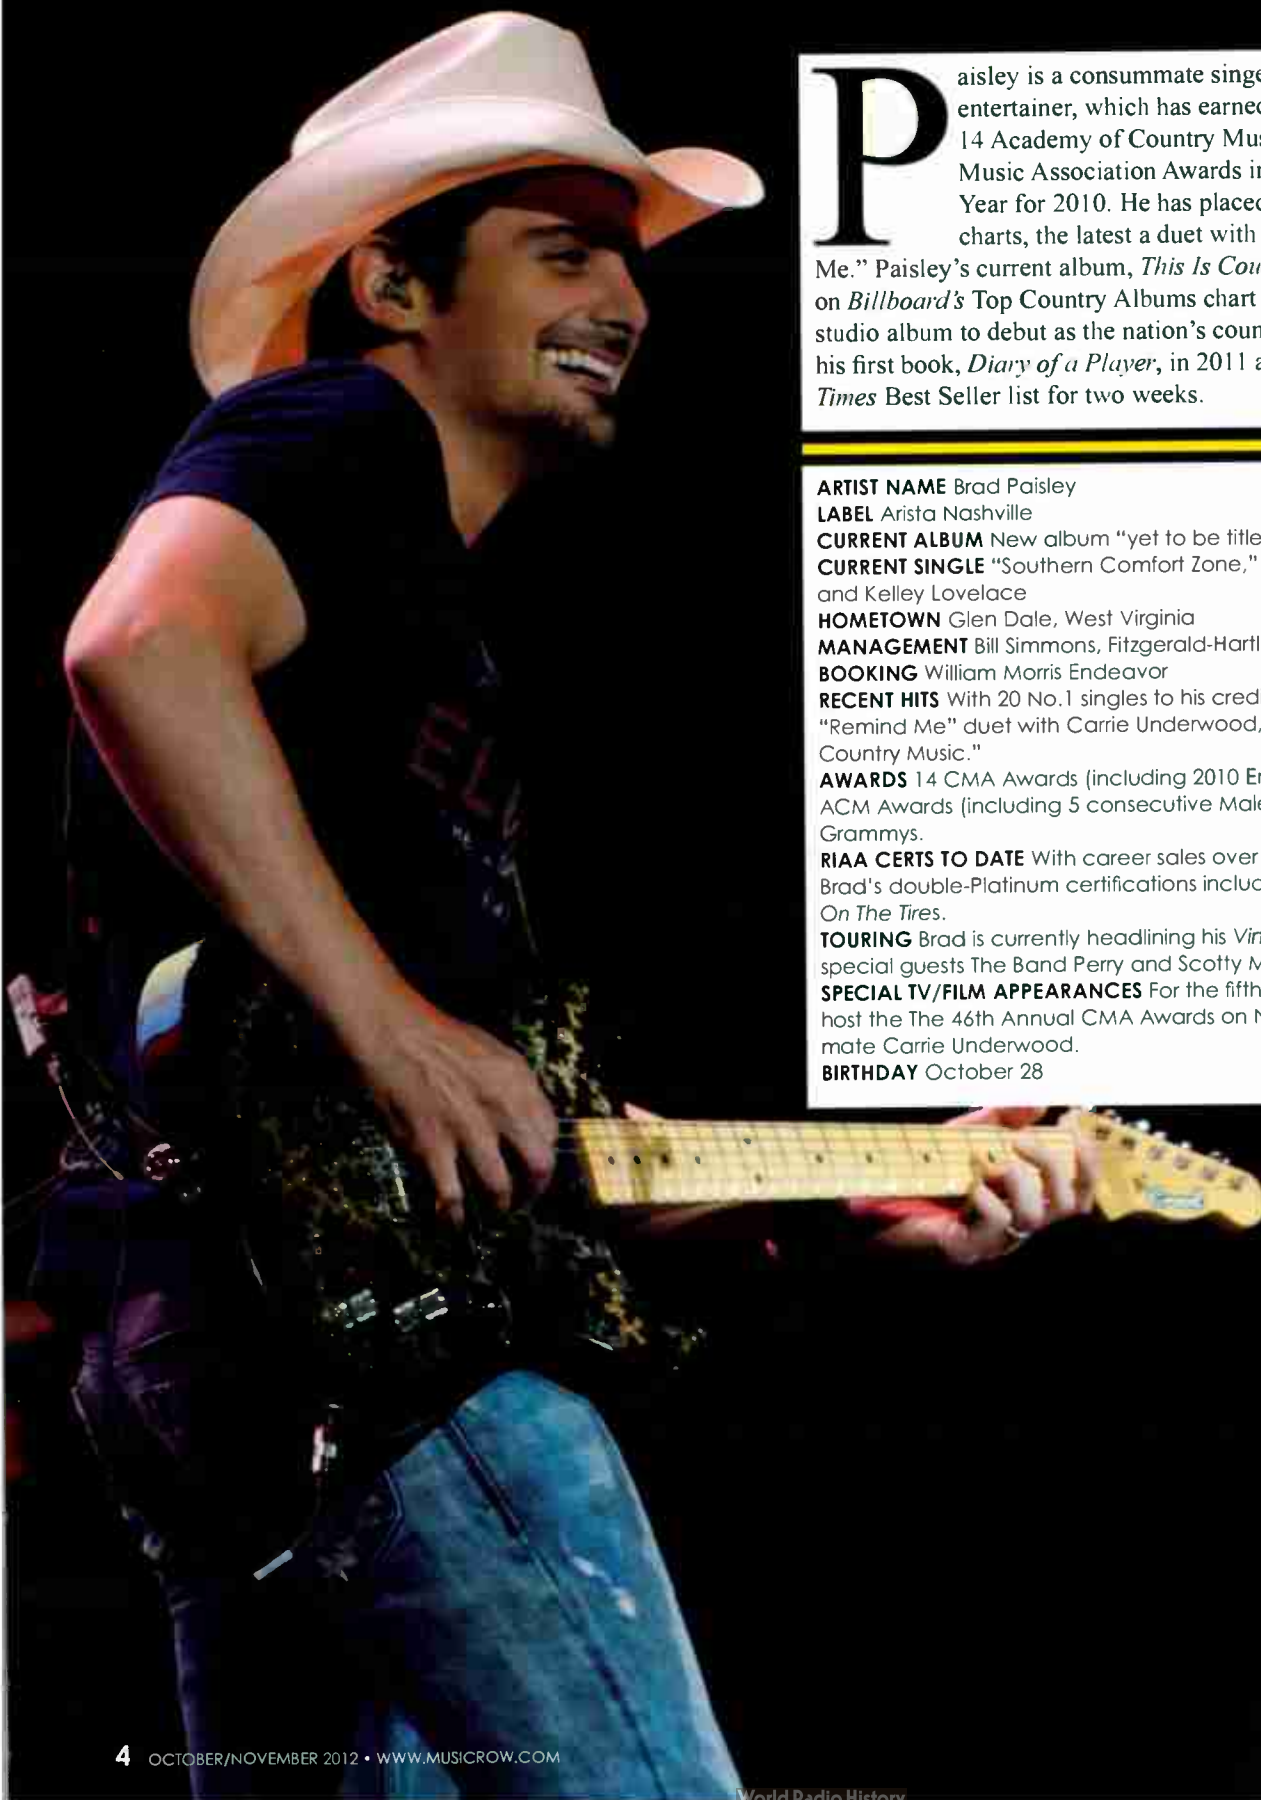 Paisley is a consummate singe
entertainer, which has earned
14 Academy of Country Mus
Music Association Awards in
Year for 2010. He has placed
charts, the latest a duet with
Me.” Paisley’s current album, This Is Cou
on Billboard’s Top Country Albums chart
studio album to debut as the nation’s coun
his first book, Diary of a Player, in 2011 a
Times Best Seller list for two weeks.
ARTIST NAME Brad Paisley
LABEL Arista Nashville
CURRENT ALBUM New album “yet to be title
CURRENT SINGLE “Southern Comfort Zone,”
and Kelley Lovelace
HOMETOWN Glen Dale, West Virginia
MANAGEMENT Bill Simmons, Fitzgerald-Hartl
BOOKING William Morris Endeavor
RECENT HITS With 20 No.1 singles to his credi
“Remind Me” duet with Carrie Underwood,
Country Music.”
AWARDS 14 CMA Awards (including 2010 En
ACM Awards (including 5 consecutive Male
Grammys.
RIAA CERTS TO DATE With career sales over
Brad's double-Platinum certifications includ
On The Tires.
TOURING Brad is currently headlining his Vir
special guests The Band Perry and Scotty M
SPECIAL TV/FILM APPEARANCES For the fifth
host the The 46th Annual CMA Awards on N
mate Carrie Underwood.
BIRTHDAY October 28
4 OCTOBER/NOVEMBER 2012 • WWW.MUSICROW.COM
World Radio History